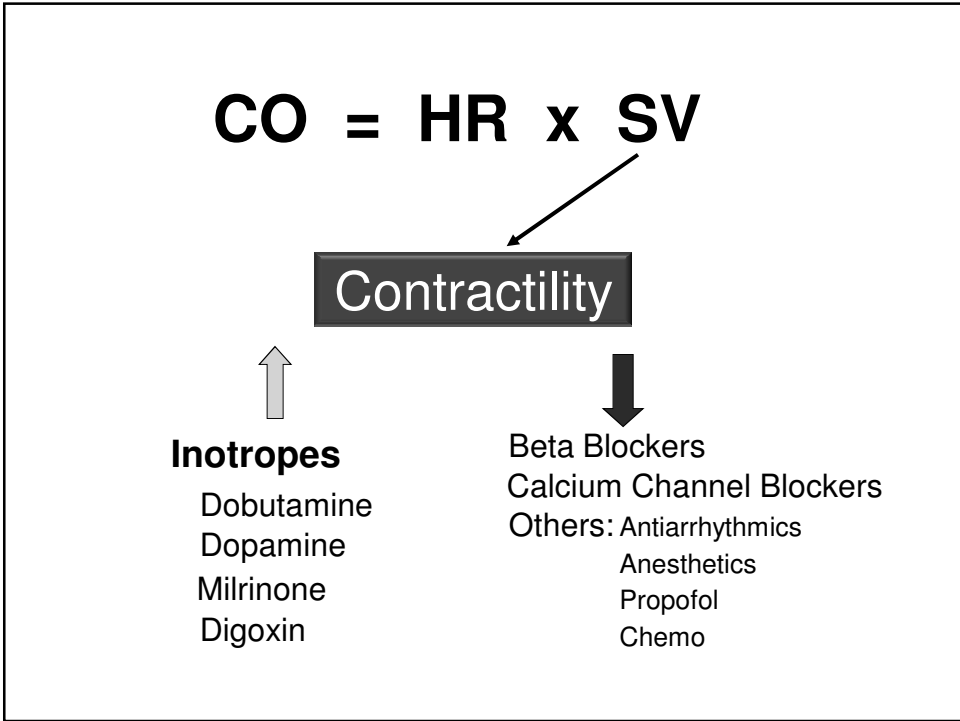 CO = HR x SV
Contractility
Inotropes
Dobutamine
Dopamine
Milrinone
Digoxin
Beta Blockers
Calcium Channel Blockers
Others: Antiarrhythmics
Anesthetics
Propofol
Chemo